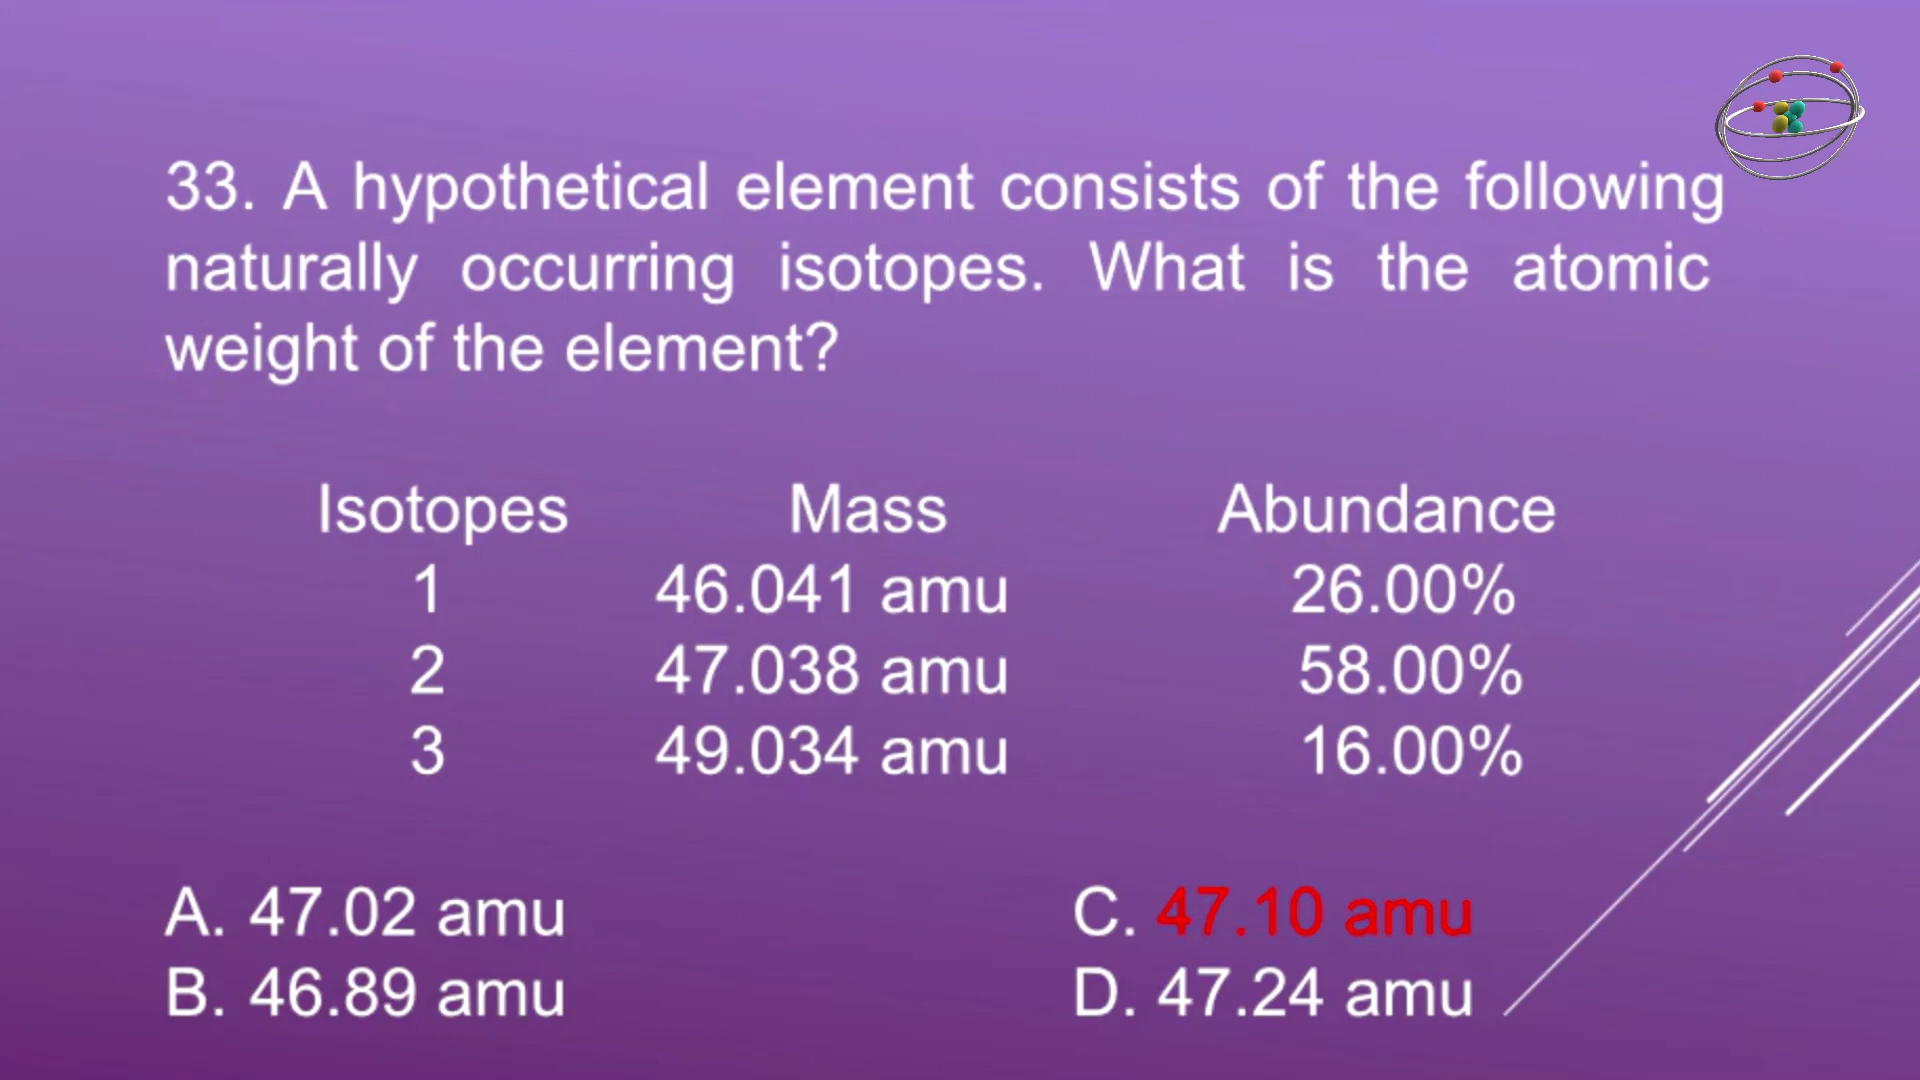 33. A hypothetical element consists of the following
naturally occurring isotopes. What is the atomic
weight of the element?
Isotopes Mass Abundance
1 46.041 amu 26.00%
2 47.038 amu 58.00%
3 49.034 amu 16.00%
A. 47.02 amu C. 47.10 amu
B. 46.89 amu D. 47.24 amu